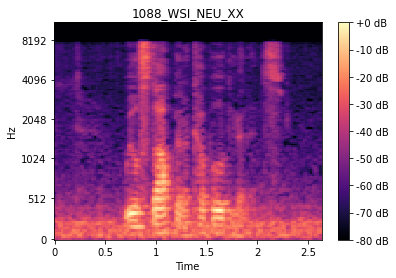 1088_WSI_NEU_XX
8192
4096
2048
1024
512
0
Hz
0
0.5
1
1.5
2
2.5
Time
+0 dB
-10 dB
-20 dB
-30 dB
-40 dB
-50 dB
-60 dB
-70 dB
-80 dB